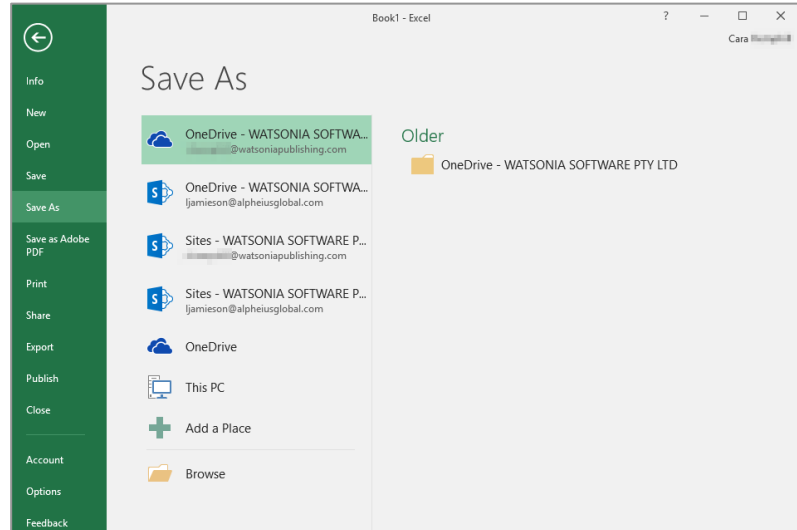 Book1 - Excel
?
Cara
Info
New
Open
Save
Save As
Save as Adobe
PDF
Print
Share
Export
Publish
Close
Account
Options
Feedback
Save As
OneDrive - WATSONIA SOFTWA...
@watsoniapublishing.com
OneDrive - WATSONIA SOFTWA...
ljamieson@alpheiusglobal.com
Sites - WATSONIA SOFTWARE P...
@watsoniapublishing.com
Sites - WATSONIA SOFTWARE P...
ljamieson@alpheiusglobal.com
OneDrive
This PC
Add a Place
Browse
Older
OneDrive - WATSONIA SOFTWARE PTY LTD